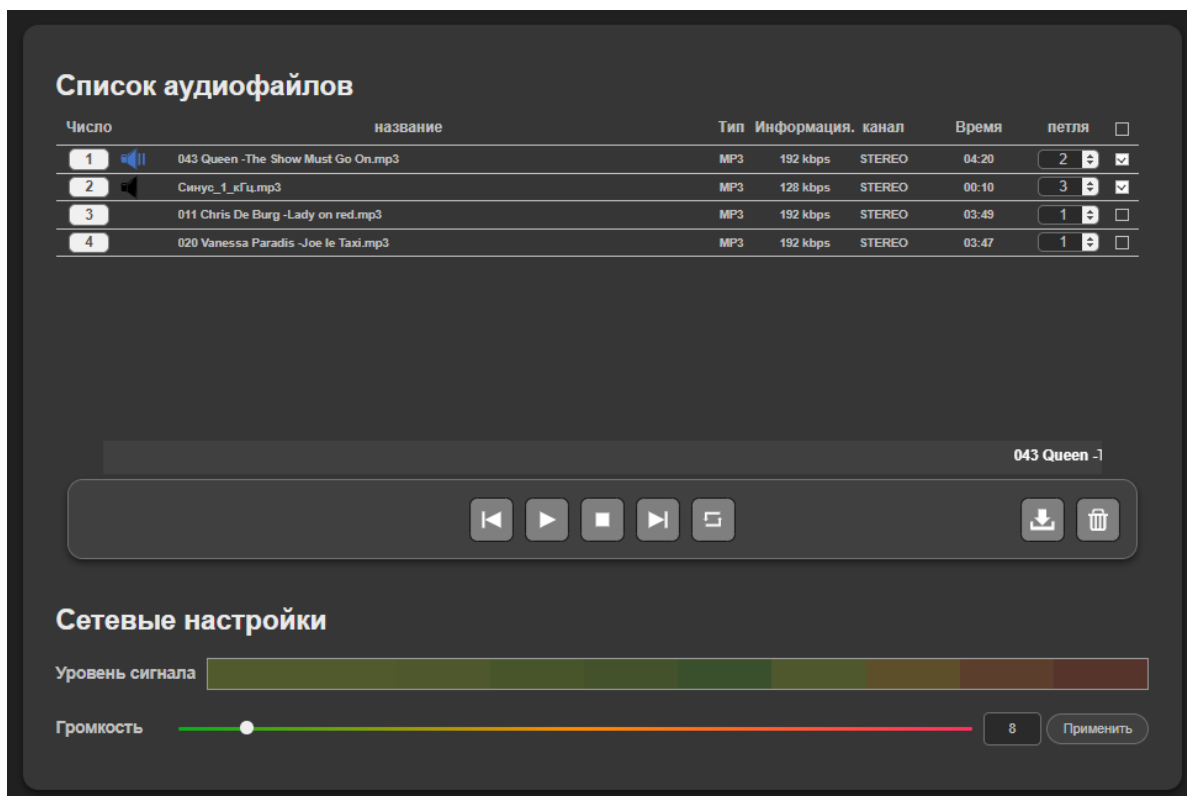 Список аудиофайлов
Число название Тип Информация. канал Время петля
1 043 Queen -The Show Must Go On.mp3 MP3 192 kbps STEREO 04:20 2
2 Синус_1_кГц.mp3 MP3 128 kbps STEREO 00:10 3
3 011 Chris De Burg -Lady on red.mp3 MP3 192 kbps STEREO 03:49 1
4 020 Vanessa Paradis -Joe le Taxi.mp3 MP3 192 kbps STEREO 03:47 1
043 Queen -
Сетевые настройки
Уровень сигнала
Громкость 8 Применить